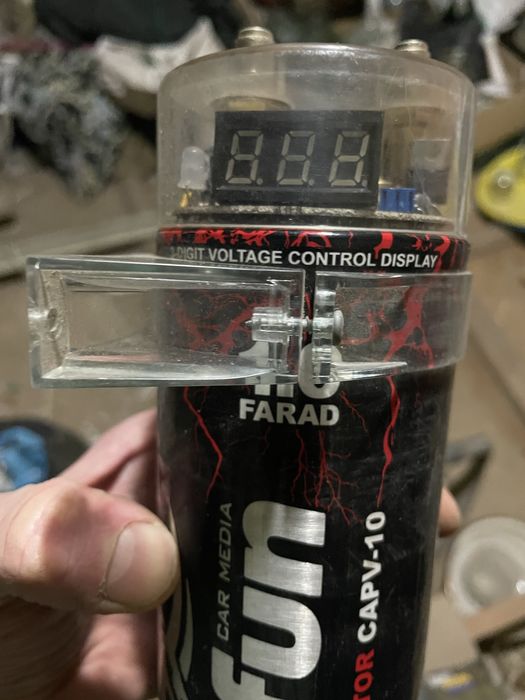 -DIGIT VOLTAGE CONTROL DISPLAY
FARAD
CAR MEDIA
fun
TOR CAPV-10